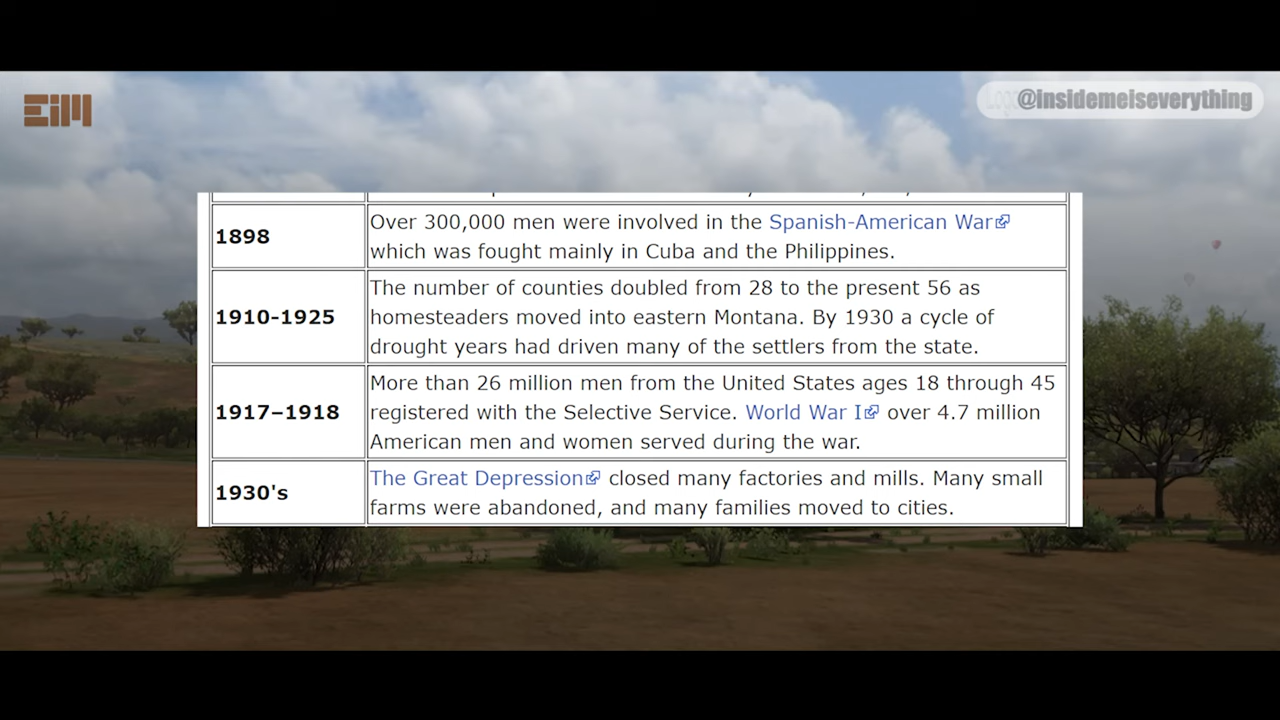 EiM
@insidemeiseverything
1898
Over 300,000 men were involved in the Spanish-American War
which was fought mainly in Cuba and the Philippines.
1910-1925
The number of counties doubled from 28 to the present 56 as
homesteaders moved into eastern Montana. By 1930 a cycle of
drought years had driven many of the settlers from the state.
1917–1918
More than 26 million men from the United States ages 18 through 45
registered with the Selective Service. World War I over 4.7 million
American men and women served during the war.
1930's
The Great Depression closed many factories and mills. Many small
farms were abandoned, and many families moved to cities.